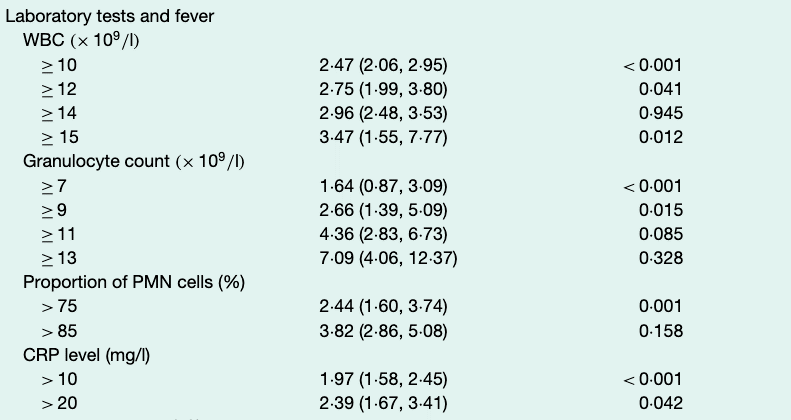 Laboratory tests and fever
WBC (× 10⁹/l)
≥ 10 2·47 (2·06, 2·95) < 0·001
≥ 12 2·75 (1·99, 3·80) 0·041
≥ 14 2·96 (2·48, 3·53) 0·945
≥ 15 3·47 (1·55, 7·77) 0·012
Granulocyte count (× 10⁹/l)
≥ 7 1·64 (0·87, 3·09) < 0·001
≥ 9 2·66 (1·39, 5·09) 0·015
≥ 11 4·36 (2·83, 6·73) 0·085
≥ 13 7·09 (4·06, 12·37) 0·328
Proportion of PMN cells (%)
> 75 2·44 (1·60, 3·74) 0·001
> 85 3·82 (2·86, 5·08) 0·158
CRP level (mg/l)
> 10 1·97 (1·58, 2·45) < 0·001
> 20 2·39 (1·67, 3·41) 0·042